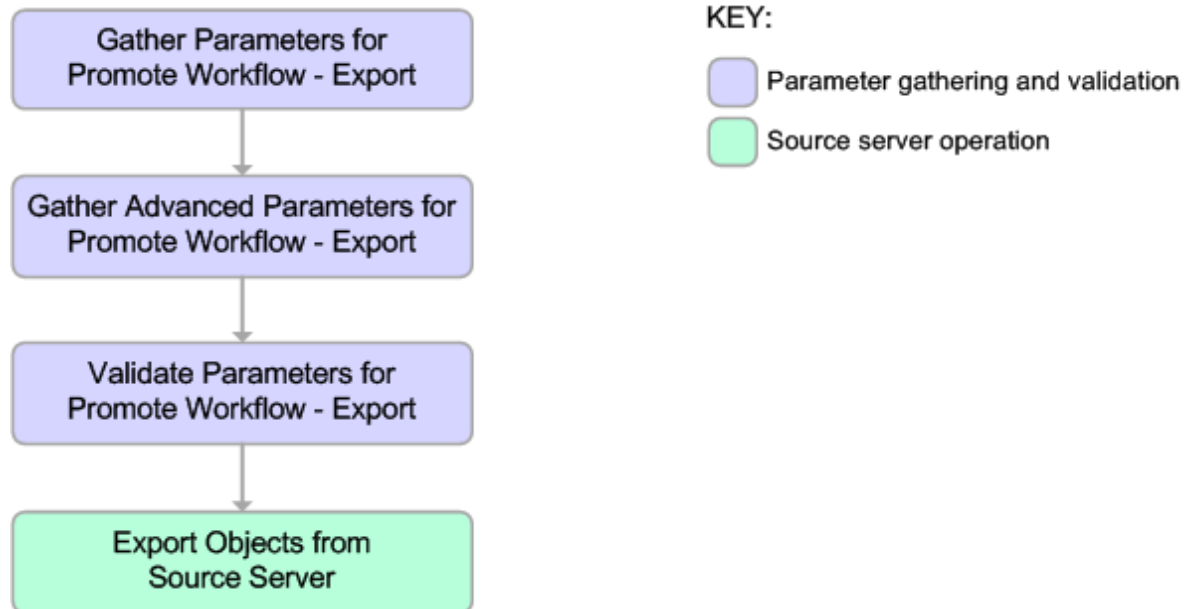 Gather Parameters for
Promote Workflow - Export
Gather Advanced Parameters for
Promote Workflow - Export
Validate Parameters for
Promote Workflow - Export
Export Objects from
Source Server
KEY:
Parameter gathering and validation
Source server operation